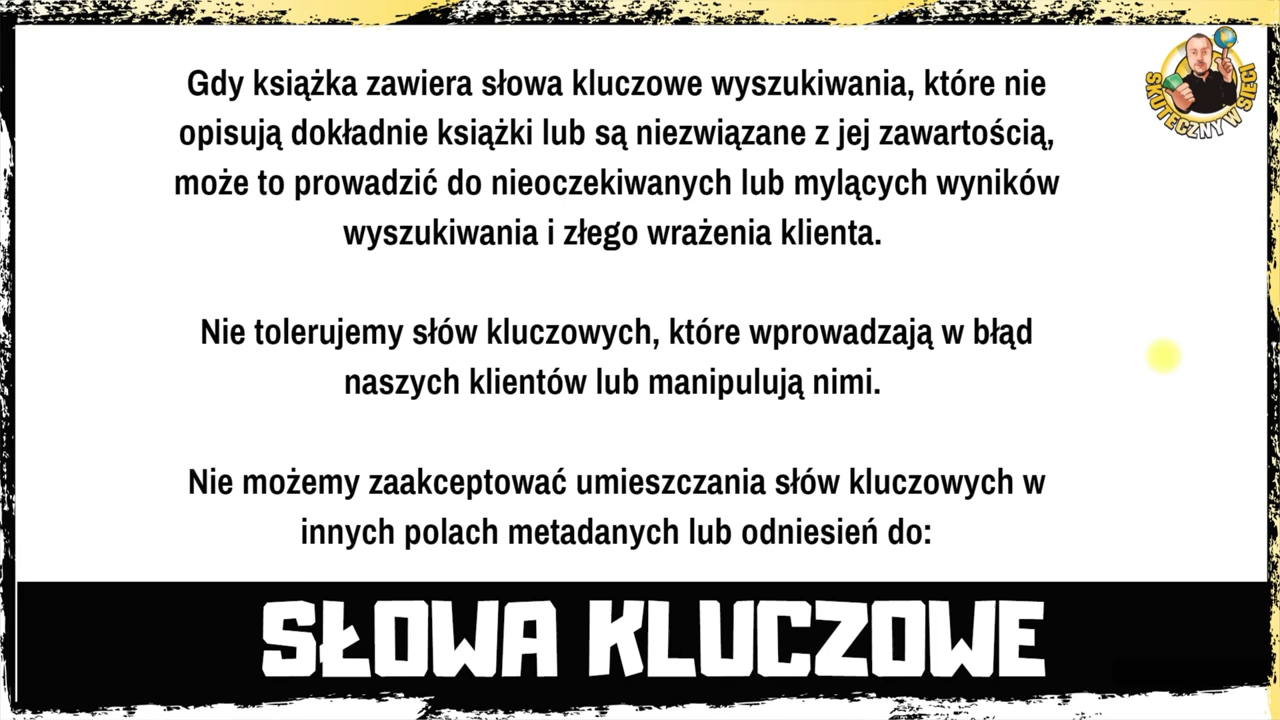 Gdy książka zawiera słowa kluczowe wyszukiwania, które nie
opisują dokładnie książki lub są niezwiązane z jej zawartością,
może to prowadzić do nieoczekiwanych lub mylących wyników
wyszukiwania i złego wrażenia klienta.
Nie tolerujemy słów kluczowych, które wprowadzają w błąd
naszych klientów lub manipulują nimi.
Nie możemy zaakceptować umieszczania słów kluczowych w
innych polach metadanych lub odniesień do:
SŁOWA KLUCZOWE
SKUTECZNY W SIECI